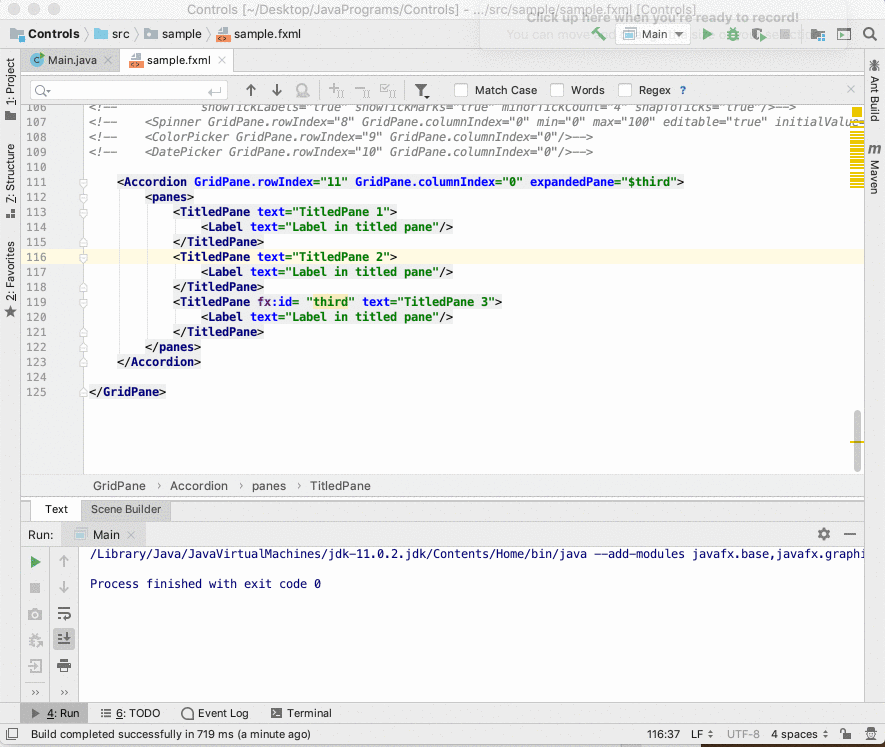 Controls [~/Desktop/JavaPrograms/Controls] - .../src/sample/sample.fxml [Controls]
Click up here when you're ready to record!
Controls src sample sample.fxml
Main
Main.java sample.fxml
Match Case Words Regex ?
1: Project
Z: Structure
2: Favorites
Ant Build
m Maven
106 <!-- showTickLabels="true" showTickMarks="true" minorTickCount="4" snapToTicks="true"/>-->
107 <!-- <Spinner GridPane.rowIndex="8" GridPane.columnIndex="0" min="0" max="100" editable="true" initialValue=
108 <!-- <ColorPicker GridPane.rowIndex="9" GridPane.columnIndex="0"/>-->
109 <!-- <DatePicker GridPane.rowIndex="10" GridPane.columnIndex="0"/>-->
110
111 <Accordion GridPane.rowIndex="11" GridPane.columnIndex="0" expandedPane="$third">
112 <panes>
113 <TitledPane text="TitledPane 1">
114 <Label text="Label in titled pane"/>
115 </TitledPane>
116 <TitledPane text="TitledPane 2">
117 <Label text="Label in titled pane"/>
118 </TitledPane>
119 <TitledPane fx:id= "third" text="TitledPane 3">
120 <Label text="Label in titled pane"/>
121 </TitledPane>
122 </panes>
123 </Accordion>
124
125 </GridPane>
GridPane › Accordion › panes › TitledPane
Text Scene Builder
Run: Main
/Library/Java/JavaVirtualMachines/jdk-11.0.2.jdk/Contents/Home/bin/java --add-modules javafx.base,javafx.graphi
Process finished with exit code 0
4: Run 6: TODO Event Log Terminal
Build completed successfully in 719 ms (a minute ago) 116:37 LF UTF-8 4 spaces